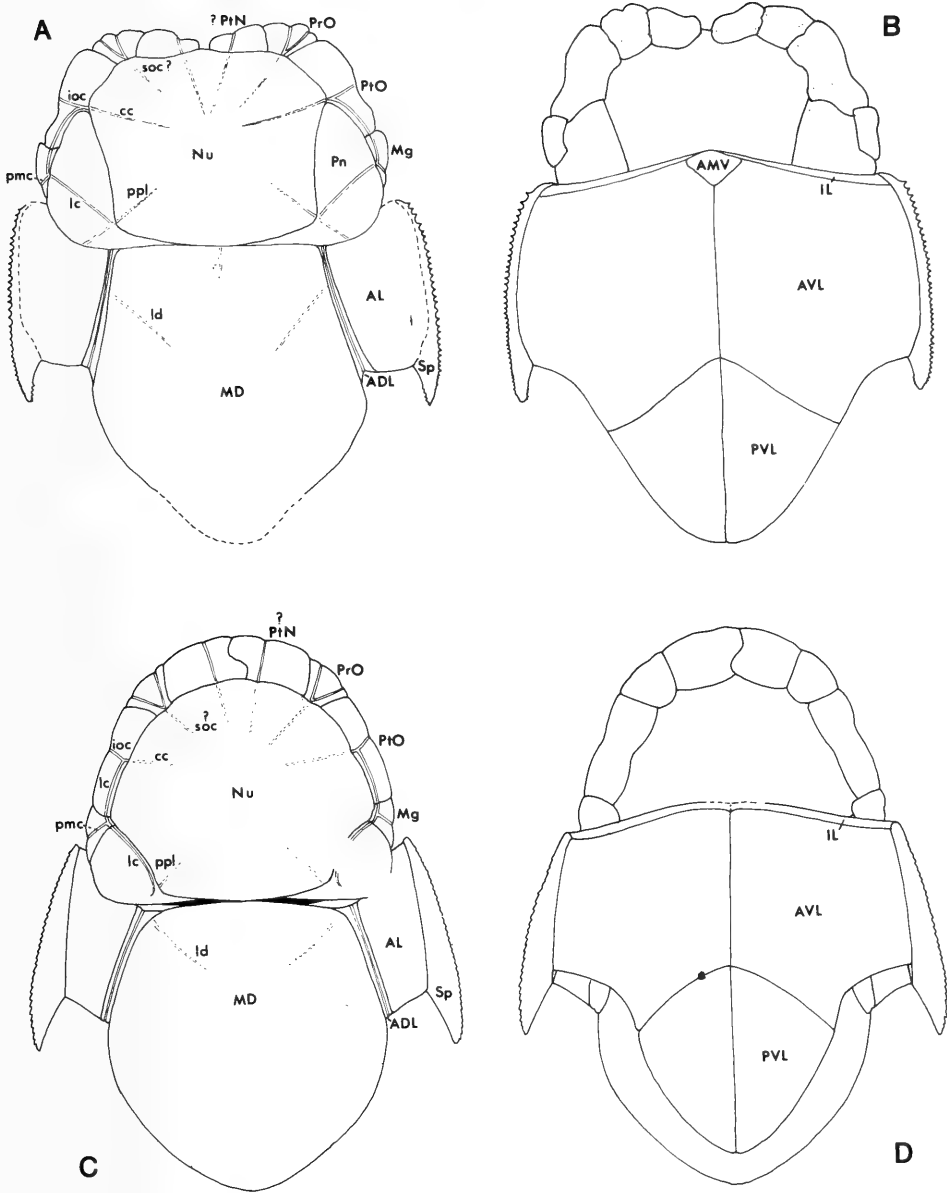 A
? PtN
PrO
soc ?
ioc
cc
PtO
Nu
Mg
Pn
pmc
lc
ppl
AL
ld
Sp
ADL
MD
B
AMV
IL
AVL
PVL
?
PtN
PrO
?
soc
ioc
cc
PtO
lc
Nu
Mg
pmc
lc
ppl
ld
AL
MD
Sp
ADL
C
IL
AVL
PVL
D